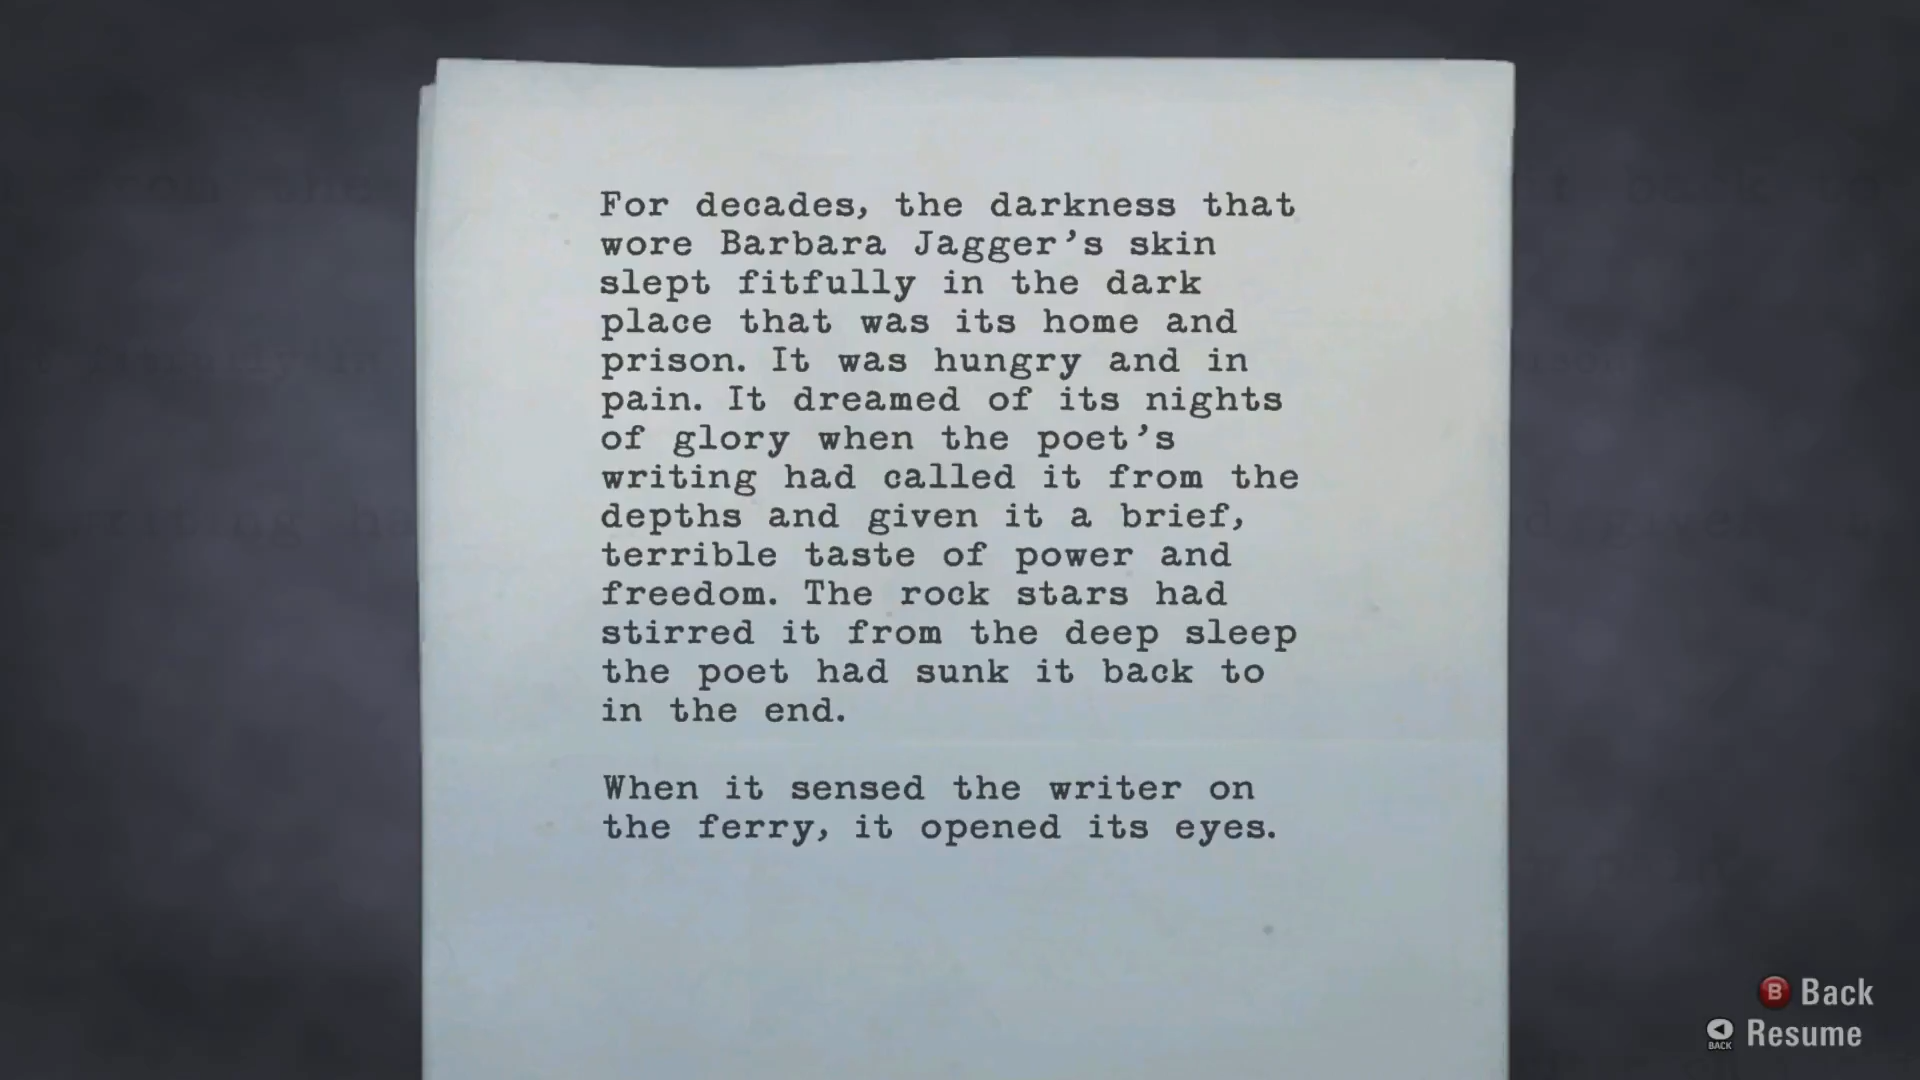 For decades, the darkness that
wore Barbara Jagger's skin
slept fitfully in the dark
place that was its home and
prison. It was hungry and in
pain. It dreamed of its nights
of glory when the poet's
writing had called it from the
depths and given it a brief,
terrible taste of power and
freedom. The rock stars had
stirred it from the deep sleep
the poet had sunk it back to
in the end.
When it sensed the writer on
the ferry, it opened its eyes.
B Back
BACK Resume